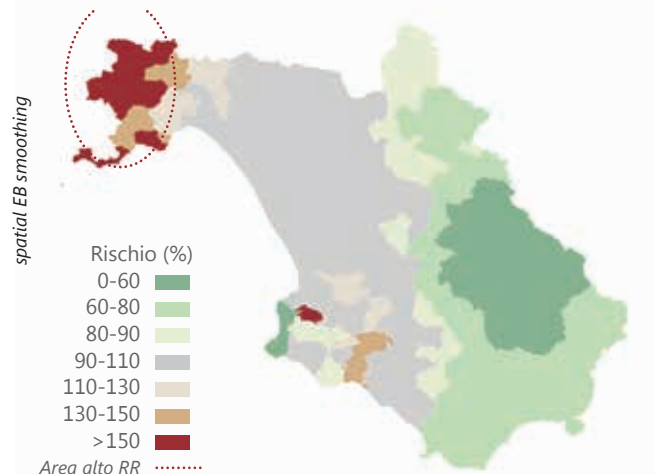 spatial EB smoothing
Rischio (%)
0-60
60-80
80-90
90-110
110-130
130-150
>150
Area alto RR